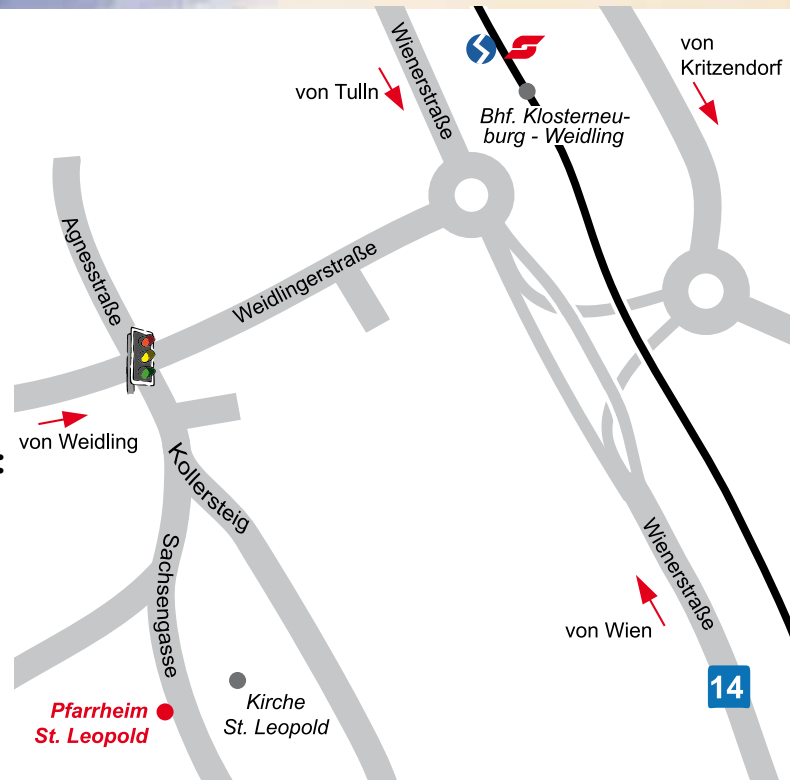 Wienerstraße
von
Kritzendorf
von Tulln
Bhf. Klosterneu-
burg - Weidling
Agnesstraße
Weidlingerstraße
von Weidling
:
Kollersteig
Sachsengasse
Wienerstraße
von Wien
14
Kirche
St. Leopold
Pfarrheim
St. Leopold